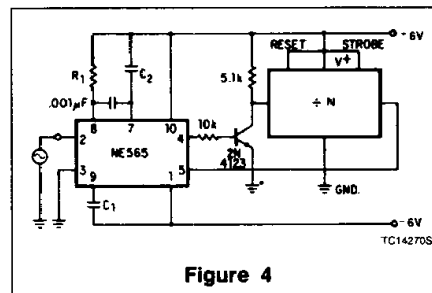 -6V
RESET STROBE
V+
R1
C2
5.1k
.001μF
÷ N
8 7 10
10k
2 4
NE565
3 5
2N
4123
9 1
GND.
C1
-6V
TC14270S
Figure 4